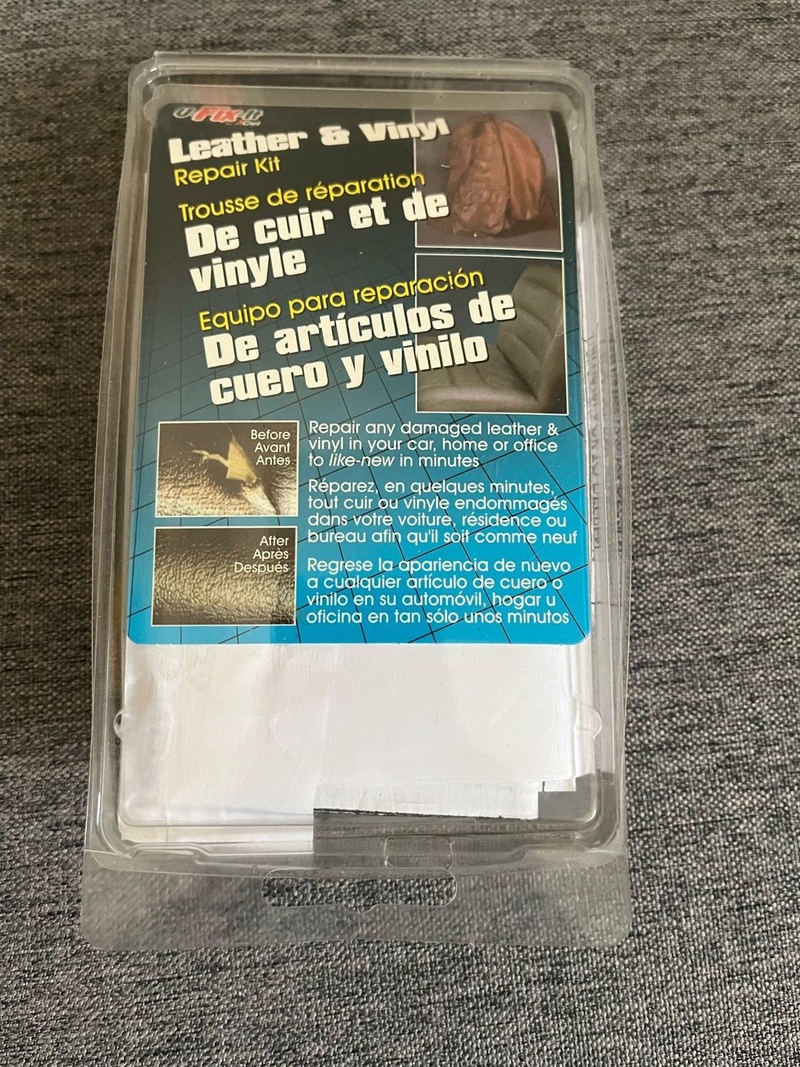 U-Fix-it
Leather & Vinyl
Repair Kit
Trousse de réparation
De cuir et de
vinyle
Equipo para reparación
De artículos de
cuero y vinilo
Before
Avant
Antes
Repair any damaged leather &
vinyl in your car, home or office
to like-new in minutes
Réparez, en quelques minutes,
tout cuir ou vinyle endommagés
dans votre voiture, résidence ou
bureau afin qu'il soit comme neuf
After
Après
Después
Regrese la apariencia de nuevo
a cualquier artículo de cuero o
vinilo en su automóvil, hogar u
oficina en tan sólo unos minutos